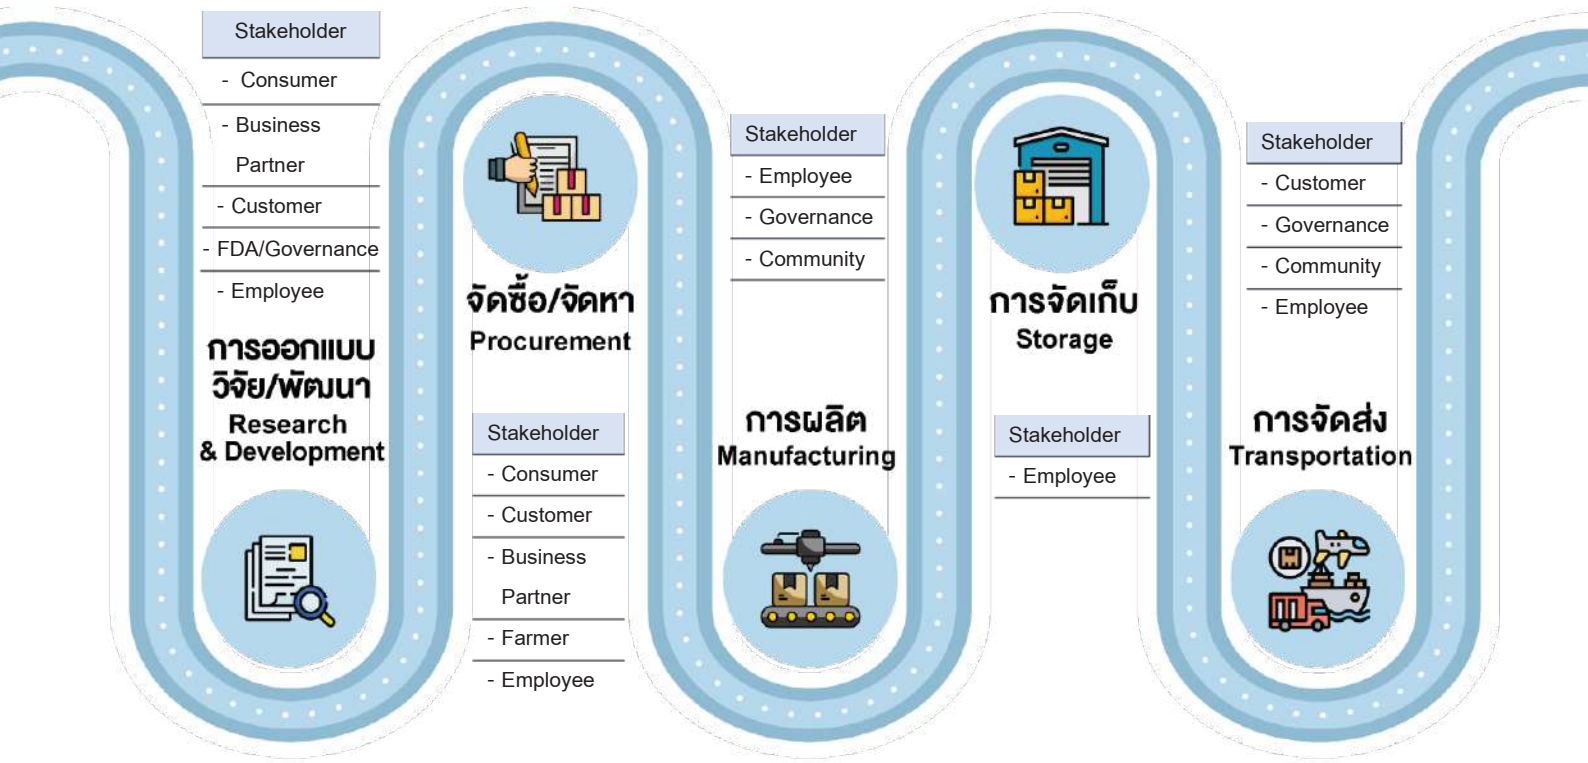 Stakeholder
- Consumer
- Business
Partner
- Customer
- FDA/Governance
- Employee
การออกแบบ
วิจัย/พัฒนา
Research
& Development
จัดซื้อ/จัดหา
Procurement
Stakeholder
- Consumer
- Customer
- Business
Partner
- Farmer
- Employee
Stakeholder
- Employee
- Governance
- Community
การผลิต
Manufacturing
การจัดเก็บ
Storage
Stakeholder
- Employee
Stakeholder
- Customer
- Governance
- Community
- Employee
การจัดส่ง
Transportation